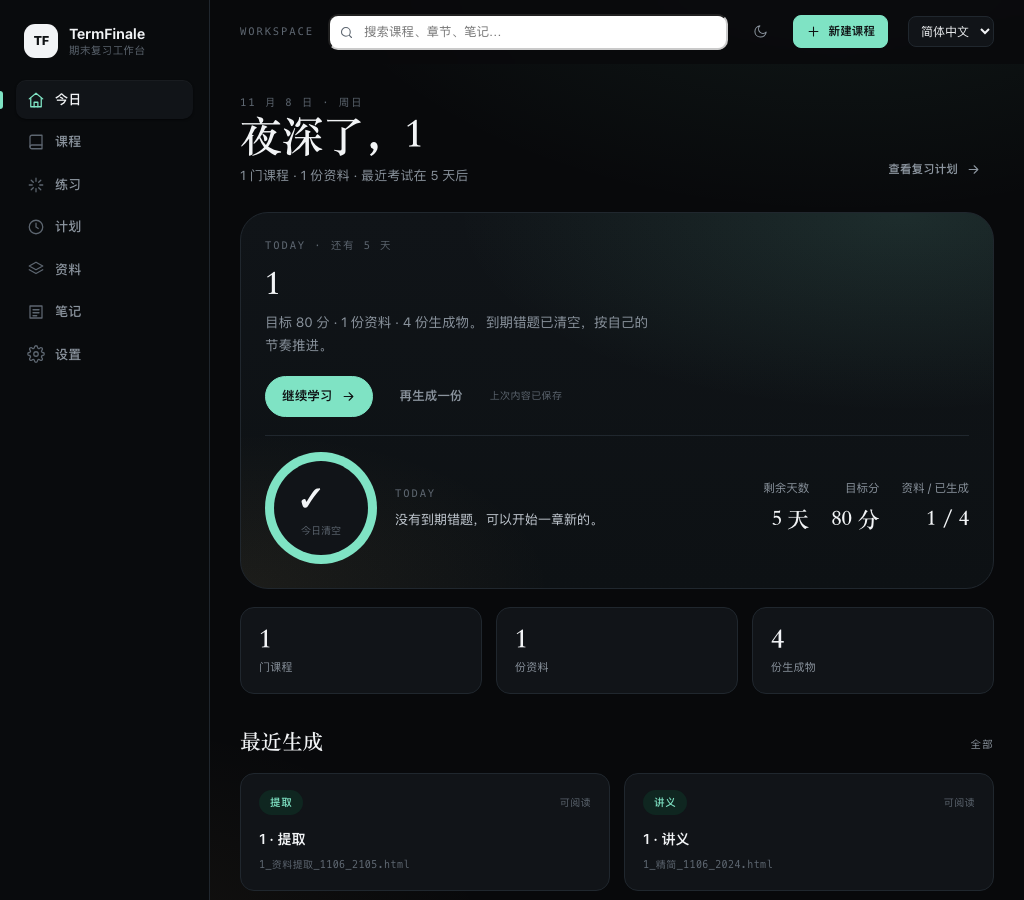 TF
TermFinale
期末复习工作台
今日
课程
练习
计划
资料
笔记
设置
WORKSPACE
搜索课程、章节、笔记…
新建课程
简体中文
11 月 8 日 · 周日
夜深了，1
1 门课程 · 1 份资料 · 最近考试在 5 天后
查看复习计划 →
TODAY · 还有 5 天
1
目标 80 分 · 1 份资料 · 4 份生成物。 到期错题已清空，按自己的
节奏推进。
继续学习 →
再生成一份
上次内容已保存
✓
今日清空
TODAY
没有到期错题，可以开始一章新的。
剩余天数
5 天
目标分
80 分
资料 / 已生成
1 / 4
1
门课程
1
份资料
4
份生成物
最近生成
全部
提取
可阅读
1 · 提取
1_资料提取_1106_2105.html
讲义
可阅读
1 · 讲义
1_精简_1106_2024.html